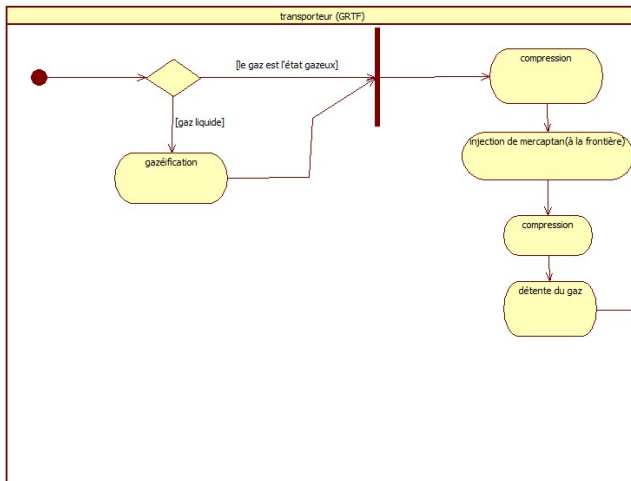 transporteur (GRTF)
[le gaz est l'état gazeux]
compression
[gaz liquide]
injection de mercaptan(à la frontière)
gazéification
compression
détente du gaz